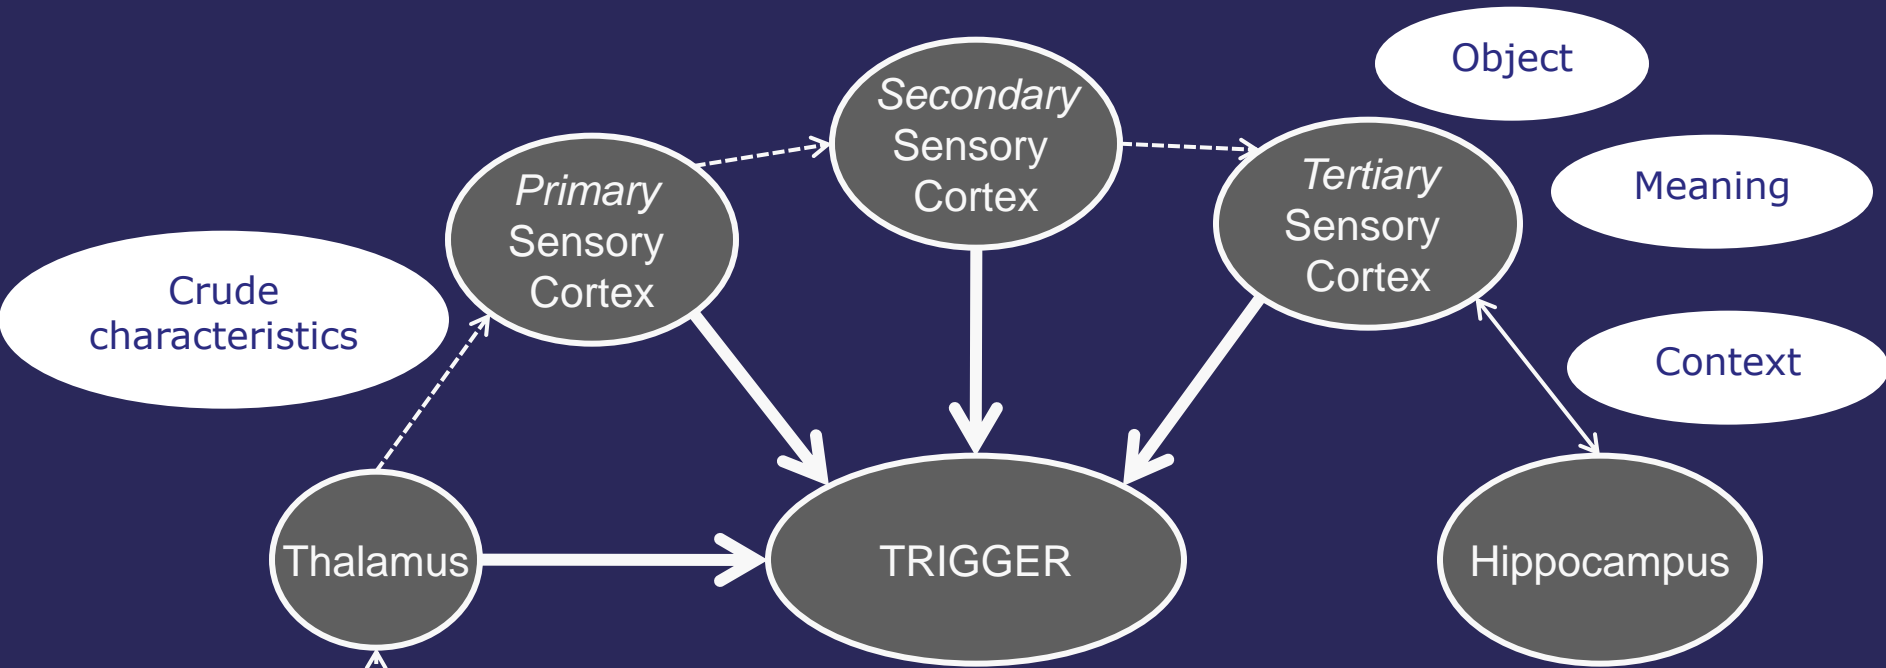 Object
Secondary
Sensory
Cortex
Tertiary
Sensory
Cortex
Meaning
Primary
Sensory
Cortex
Crude
characteristics
Context
Thalamus
TRIGGER
Hippocampus